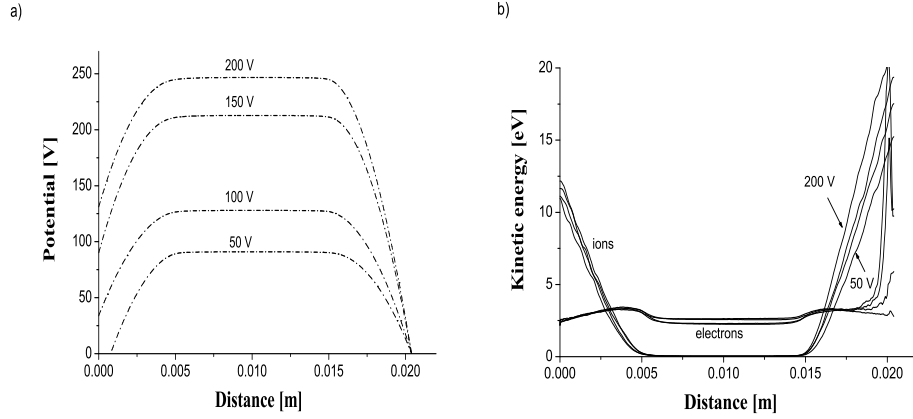 a)
250
200
150
100
50
0
Potential [V]
200 V
150 V
100 V
50 V
0.000
0.005
0.010
0.015
0.020
Distance [m]
b)
20
15
10
5
0
Kinetic energy [eV]
200 V
ions
50 V
electrons
0.000
0.005
0.010
0.015
0.020
Distance [m]